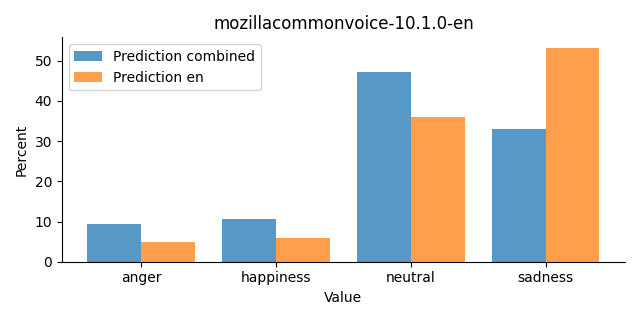 mozillacommonvoice-10.1.0-en
Prediction combined
Prediction en
Percent
50
40
30
20
10
0
anger happiness neutral sadness
Value